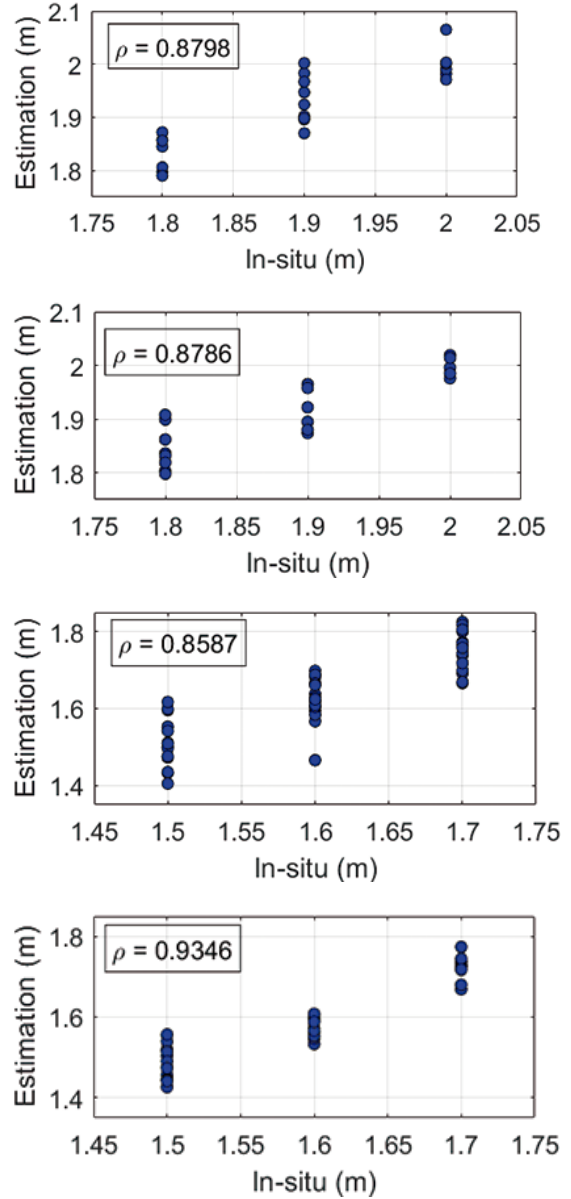 2.1
2
1.9
1.8
Estimation (m)
ρ = 0.8798
1.75 1.8 1.85 1.9 1.95 2 2.05
In-situ (m)
2.1
2
1.9
1.8
Estimation (m)
ρ = 0.8786
1.75 1.8 1.85 1.9 1.95 2 2.05
In-situ (m)
1.8
1.6
1.4
Estimation (m)
ρ = 0.8587
1.45 1.5 1.55 1.6 1.65 1.7 1.75
In-situ (m)
1.8
1.6
1.4
Estimation (m)
ρ = 0.9346
1.45 1.5 1.55 1.6 1.65 1.7 1.75
In-situ (m)